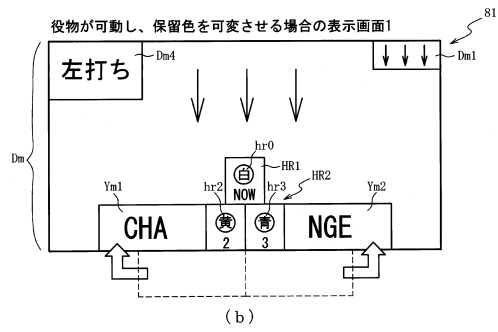 役物が可動し、保留色を可変させる場合の表示画面1
81
左打ち
Dm4
Dm1
Dm
hr0
白
HR1
NOW
hr2
hr3
HR2
Ym1
Ym2
CHA
黄
青
NGE
2
3
(b)